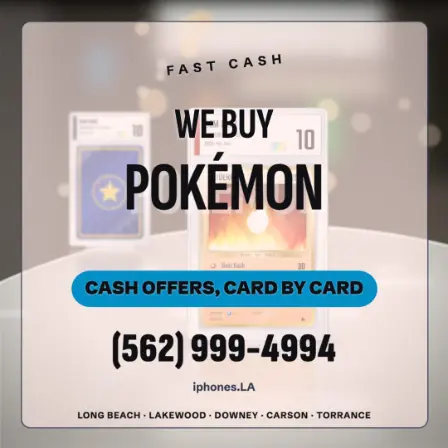 FAST CASH
WE BUY
10
POKÉMON
CASH OFFERS, CARD BY CARD
(562) 999-4994
iphones.LA
LONG BEACH · LAKEWOOD · DOWNEY · CARSON · TORRANCE